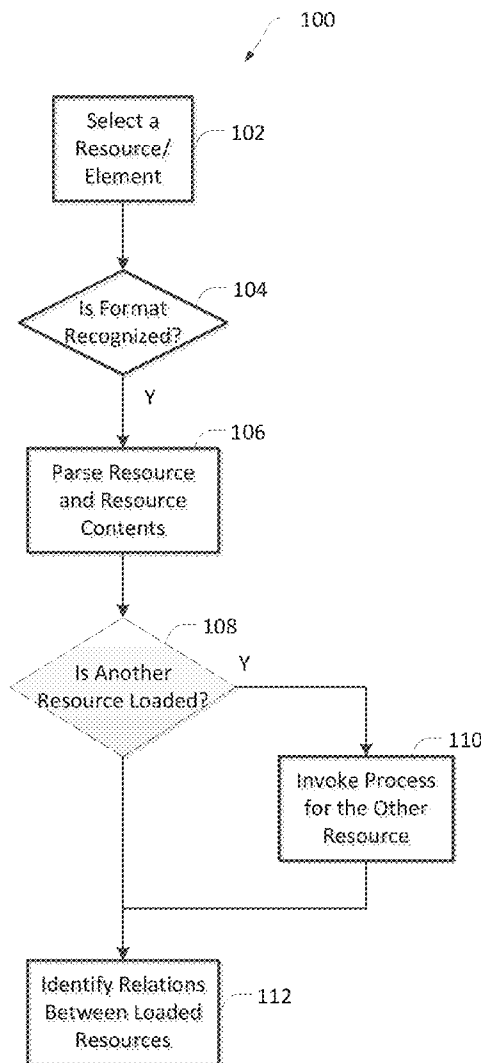 100
Select a
Resource/
Element
102
104
Is Format
Recognized?
Y
106
Parse Resource
and Resource
Contents
108
Is Another
Resource Loaded?
Y
110
Invoke Process
for the Other
Resource
Identify Relations
Between Loaded
Resources
112